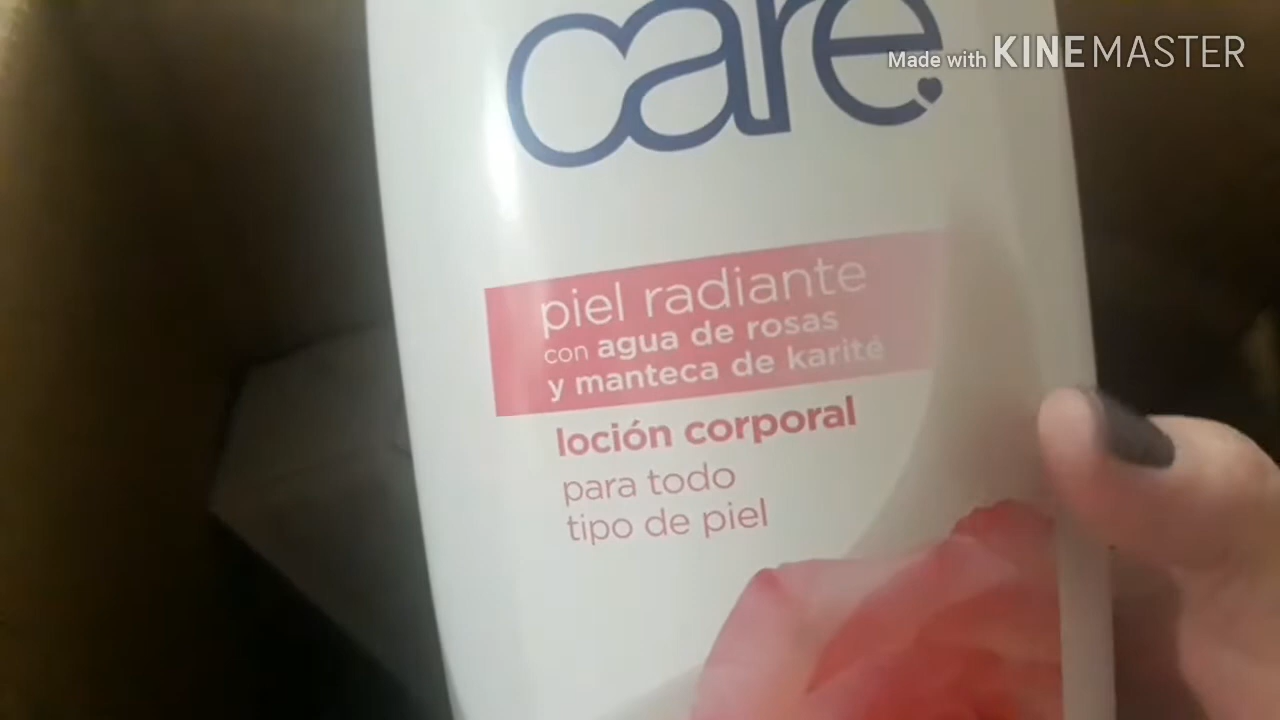 care
Made with KINEMASTER
piel radiante
con agua de rosas
y manteca de karité
loción corporal
para todo
tipo de piel